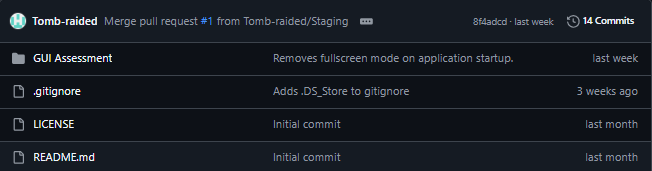 Tomb-raided Merge pull request #1 from Tomb-raided/Staging 8f4adcd · last week 14 Commits
GUI Assessment Removes fullscreen mode on application startup. last week
.gitignore Adds .DS_Store to gitignore 3 weeks ago
LICENSE Initial commit last month
README.md Initial commit last month